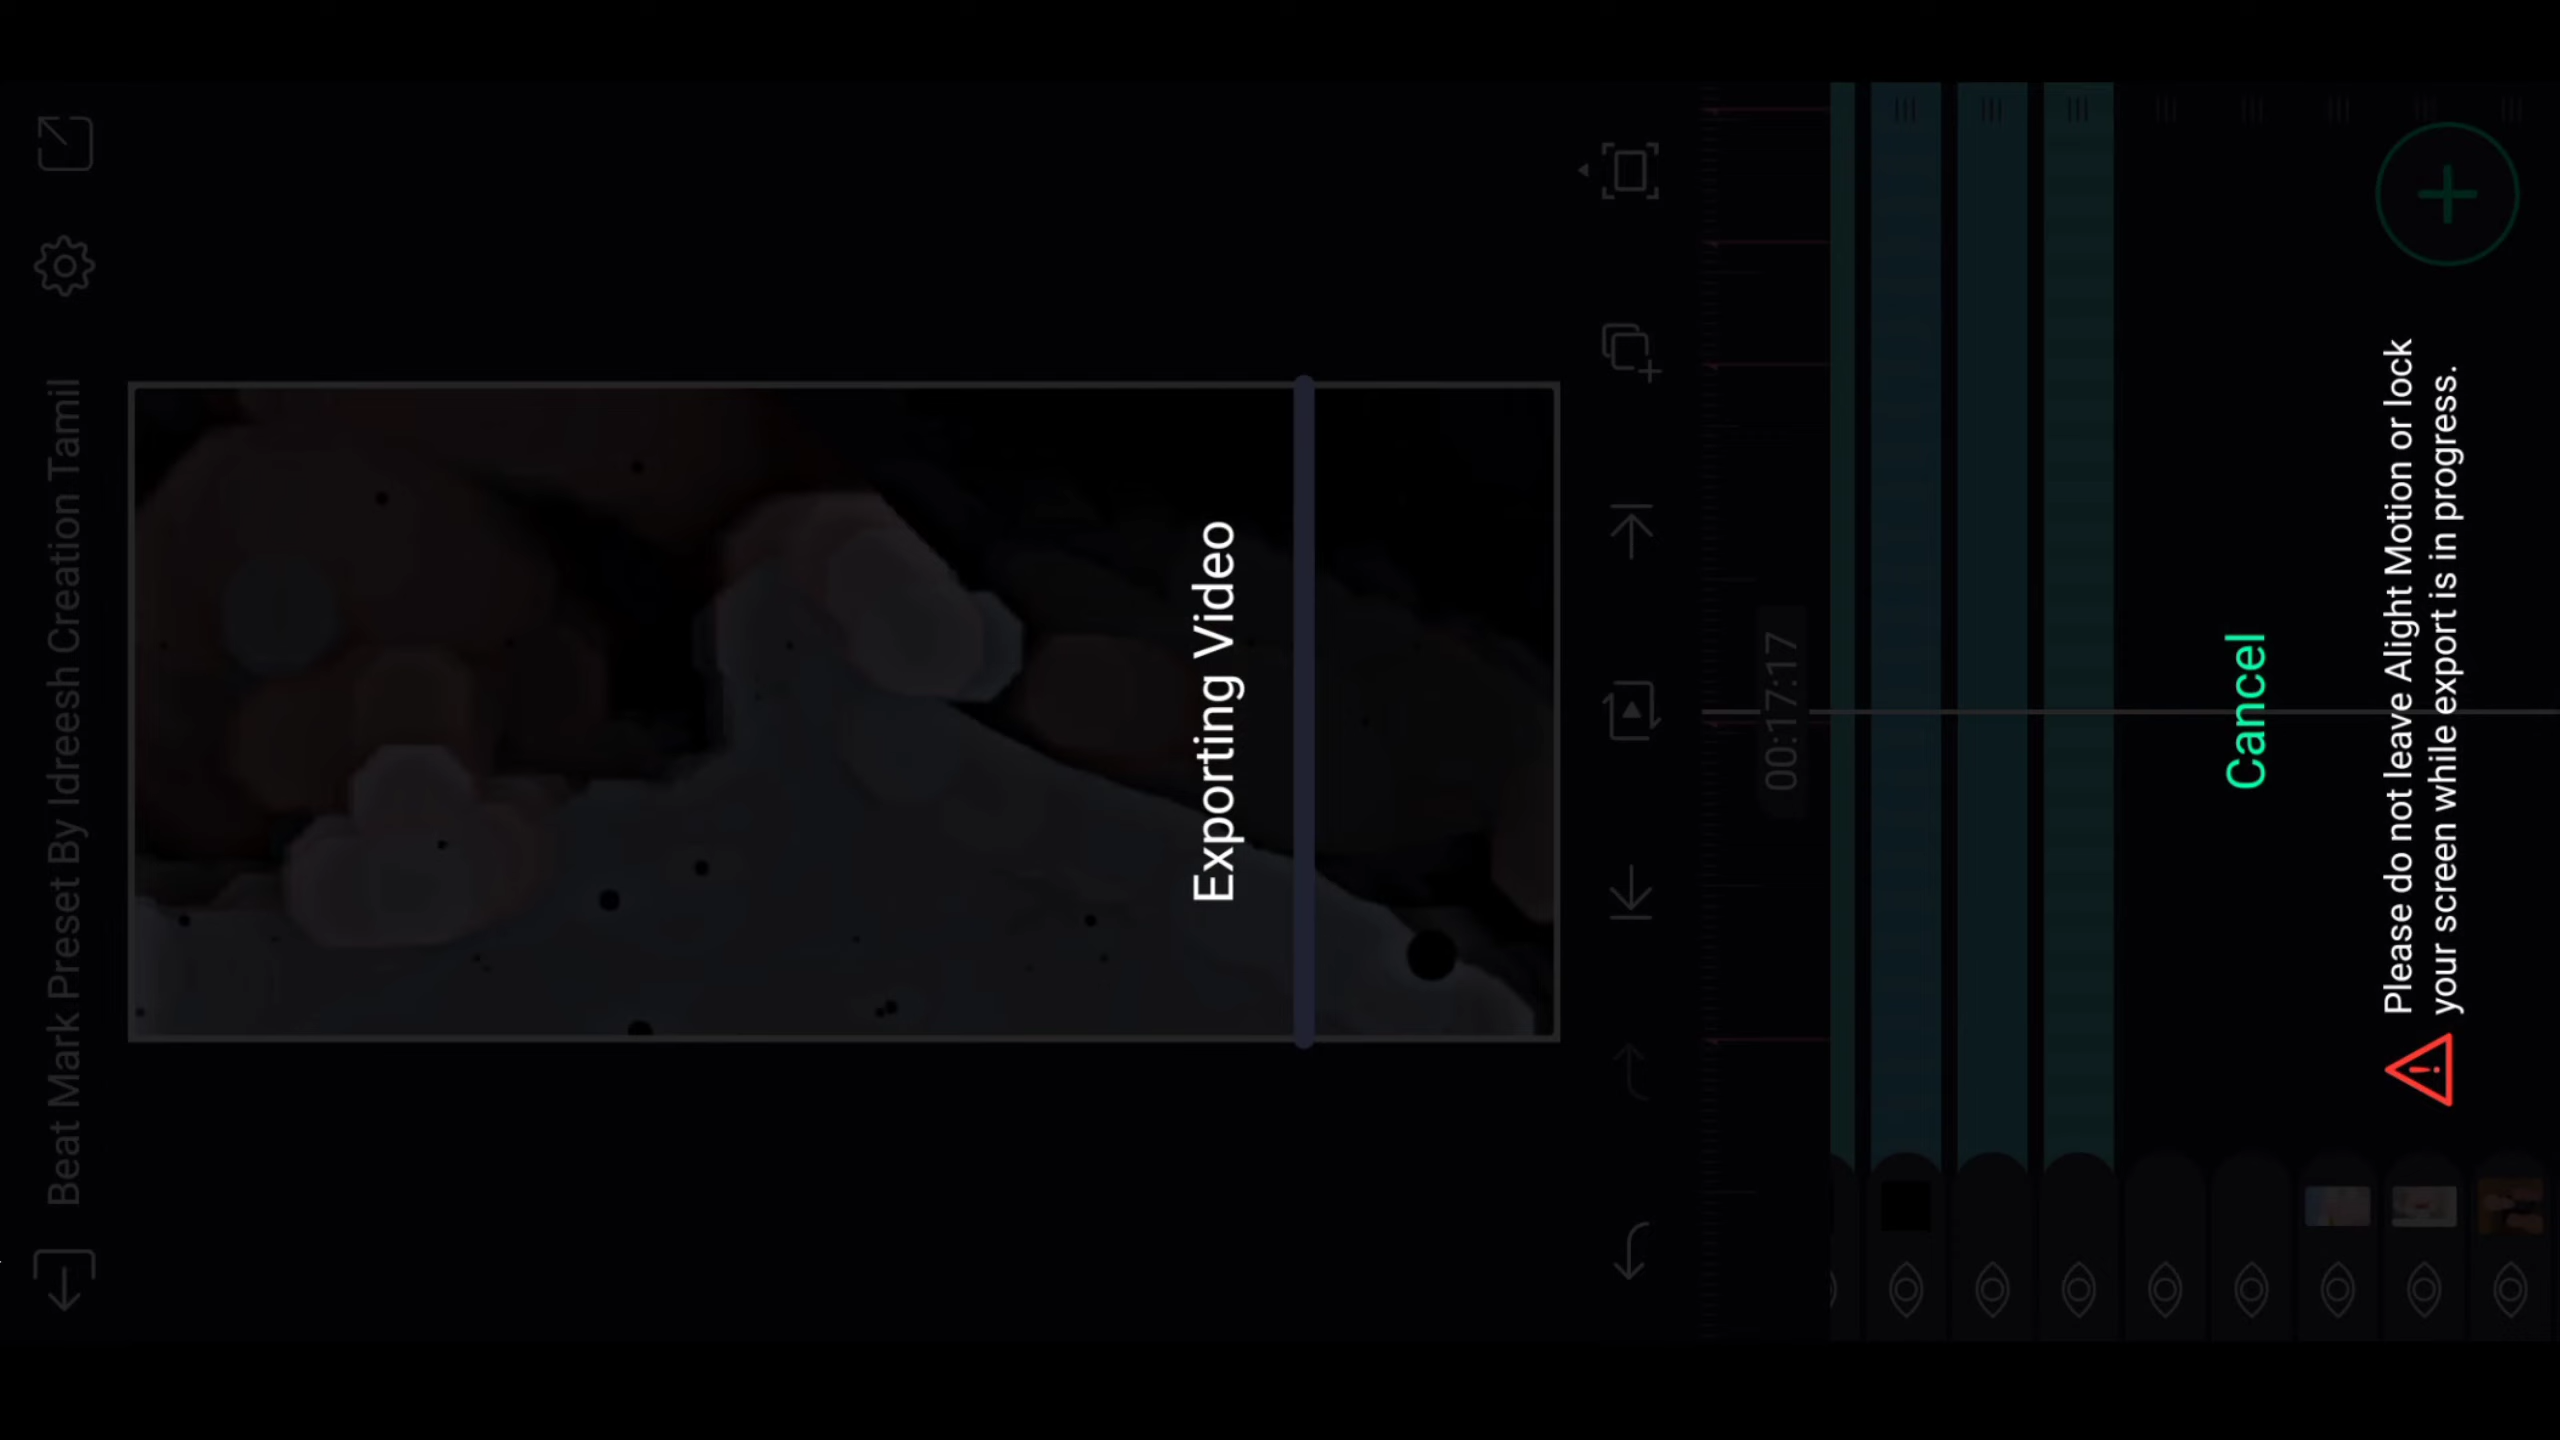 Beat Mark Preset By Idreesh Creation Tamil
Exporting Video
00:17:17
Cancel
Please do not leave Alight Motion or lock
your screen while export is in progress.